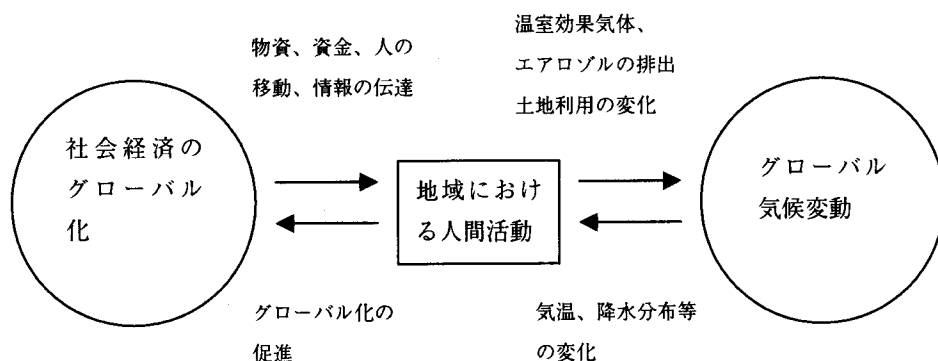 物資、資金、人の
移動、情報の伝達
温室効果気体、
エアロゾルの排出
土地利用の変化
社会経済の
グローバル
化
地域におけ
る人間活動
グローバル
気候変動
グローバル化の
促進
気温、降水分布等
の変化